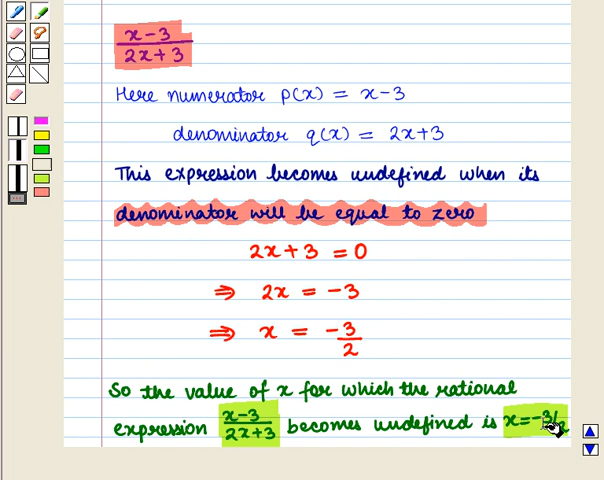 x-3
2x+3
Here numerator p(x) = x-3
denominator q(x) = 2x+3
This expression becomes undefined when its
denominator will be equal to zero
2x+3 = 0
⇒ 2x = -3
⇒ x = -3/2
So the value of x for which the rational
expression x-3/2x+3 becomes undefined is x=-3/2